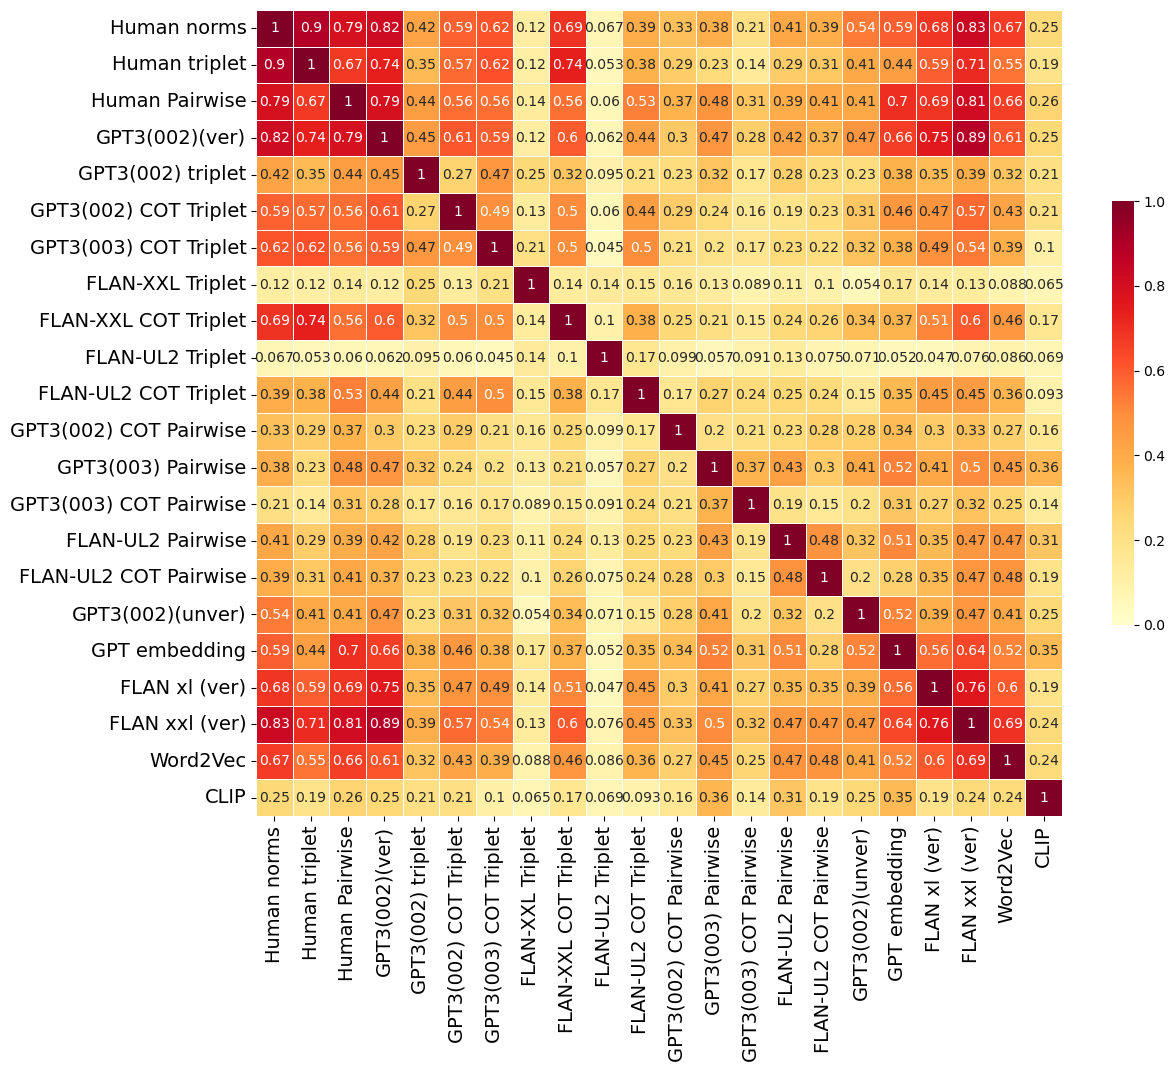 Human norms 1 0.9 0.79 0.82 0.42 0.59 0.62 0.12 0.69 0.067 0.39 0.33 0.38 0.21 0.41 0.39 0.54 0.59 0.68 0.83 0.67 0.25
Human triplet 0.9 1 0.67 0.74 0.35 0.57 0.62 0.12 0.74 0.053 0.38 0.29 0.23 0.14 0.29 0.31 0.41 0.44 0.59 0.71 0.55 0.19
Human Pairwise 0.79 0.67 1 0.79 0.44 0.56 0.56 0.14 0.56 0.06 0.53 0.37 0.48 0.31 0.39 0.41 0.41 0.7 0.69 0.81 0.66 0.26
GPT3(002)(ver) 0.82 0.74 0.79 1 0.45 0.61 0.59 0.12 0.6 0.062 0.44 0.3 0.47 0.28 0.42 0.37 0.47 0.66 0.75 0.89 0.61 0.25
GPT3(002) triplet 0.42 0.35 0.44 0.45 1 0.27 0.47 0.25 0.32 0.095 0.21 0.23 0.32 0.17 0.28 0.23 0.23 0.38 0.35 0.39 0.32 0.21
GPT3(002) COT Triplet 0.59 0.57 0.56 0.61 0.27 1 0.49 0.13 0.5 0.06 0.44 0.29 0.24 0.16 0.19 0.23 0.31 0.46 0.47 0.57 0.43 0.21
GPT3(003) COT Triplet 0.62 0.62 0.56 0.59 0.47 0.49 1 0.21 0.5 0.045 0.5 0.21 0.2 0.17 0.23 0.22 0.32 0.38 0.49 0.54 0.39 0.1
FLAN-XXL Triplet 0.12 0.12 0.14 0.12 0.25 0.13 0.21 1 0.14 0.14 0.15 0.16 0.13 0.089 0.11 0.1 0.054 0.17 0.14 0.13 0.088 0.065
FLAN-XXL COT Triplet 0.69 0.74 0.56 0.6 0.32 0.5 0.5 0.14 1 0.1 0.38 0.25 0.21 0.15 0.24 0.26 0.34 0.37 0.51 0.6 0.46 0.17
FLAN-UL2 Triplet 0.067 0.053 0.06 0.062 0.095 0.06 0.045 0.14 0.1 1 0.17 0.099 0.057 0.091 0.13 0.075 0.071 0.052 0.047 0.076 0.086 0.069
FLAN-UL2 COT Triplet 0.39 0.38 0.53 0.44 0.21 0.44 0.5 0.15 0.38 0.17 1 0.17 0.27 0.24 0.25 0.24 0.15 0.35 0.45 0.45 0.36 0.093
GPT3(002) COT Pairwise 0.33 0.29 0.37 0.3 0.23 0.29 0.21 0.16 0.25 0.099 0.17 1 0.2 0.21 0.23 0.28 0.28 0.34 0.3 0.33 0.27 0.16
GPT3(003) Pairwise 0.38 0.23 0.48 0.47 0.32 0.24 0.2 0.13 0.21 0.057 0.27 0.2 1 0.37 0.43 0.3 0.41 0.52 0.41 0.5 0.45 0.36
GPT3(003) COT Pairwise 0.21 0.14 0.31 0.28 0.17 0.16 0.17 0.089 0.15 0.091 0.24 0.21 0.37 1 0.19 0.15 0.2 0.31 0.27 0.32 0.25 0.14
FLAN-UL2 Pairwise 0.41 0.29 0.39 0.42 0.28 0.19 0.23 0.11 0.24 0.13 0.25 0.23 0.43 0.19 1 0.48 0.32 0.51 0.35 0.47 0.47 0.31
FLAN-UL2 COT Pairwise 0.39 0.31 0.41 0.37 0.23 0.23 0.22 0.1 0.26 0.075 0.24 0.28 0.3 0.15 0.48 1 0.2 0.28 0.35 0.47 0.48 0.19
GPT3(002)(unver) 0.54 0.41 0.41 0.47 0.23 0.31 0.32 0.054 0.34 0.071 0.15 0.28 0.41 0.2 0.32 0.2 1 0.52 0.39 0.47 0.41 0.25
GPT embedding 0.59 0.44 0.7 0.66 0.38 0.46 0.38 0.17 0.37 0.052 0.35 0.34 0.52 0.31 0.51 0.28 0.52 1 0.56 0.64 0.52 0.35
FLAN xl (ver) 0.68 0.59 0.69 0.75 0.35 0.47 0.49 0.14 0.51 0.047 0.45 0.3 0.41 0.27 0.35 0.35 0.39 0.56 1 0.76 0.6 0.19
FLAN xxl (ver) 0.83 0.71 0.81 0.89 0.39 0.57 0.54 0.13 0.6 0.076 0.45 0.33 0.5 0.32 0.47 0.47 0.47 0.64 0.76 1 0.69 0.24
Word2Vec 0.67 0.55 0.66 0.61 0.32 0.43 0.39 0.088 0.46 0.086 0.36 0.27 0.45 0.25 0.47 0.48 0.41 0.52 0.6 0.69 1 0.24
CLIP 0.25 0.19 0.26 0.25 0.21 0.21 0.1 0.065 0.17 0.069 0.093 0.16 0.36 0.14 0.31 0.19 0.25 0.35 0.19 0.24 0.24 1
Human norms
Human triplet
Human Pairwise
GPT3(002)(ver)
GPT3(002) triplet
GPT3(002) COT Triplet
GPT3(003) COT Triplet
FLAN-XXL Triplet
FLAN-XXL COT Triplet
FLAN-UL2 Triplet
FLAN-UL2 COT Triplet
GPT3(002) COT Pairwise
GPT3(003) Pairwise
GPT3(003) COT Pairwise
FLAN-UL2 Pairwise
FLAN-UL2 COT Pairwise
GPT3(002)(unver)
GPT embedding
FLAN xl (ver)
FLAN xxl (ver)
Word2Vec
CLIP
1.0
0.8
0.6
0.4
0.2
0.0